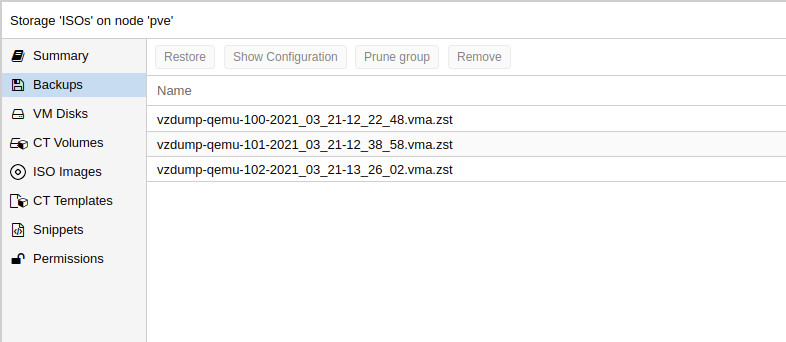 Storage 'ISOs' on node 'pve'
Summary
Backups
VM Disks
CT Volumes
ISO Images
CT Templates
Snippets
Permissions
Restore Show Configuration Prune group Remove
Name
vzdump-qemu-100-2021_03_21-12_22_48.vma.zst
vzdump-qemu-101-2021_03_21-12_38_58.vma.zst
vzdump-qemu-102-2021_03_21-13_26_02.vma.zst